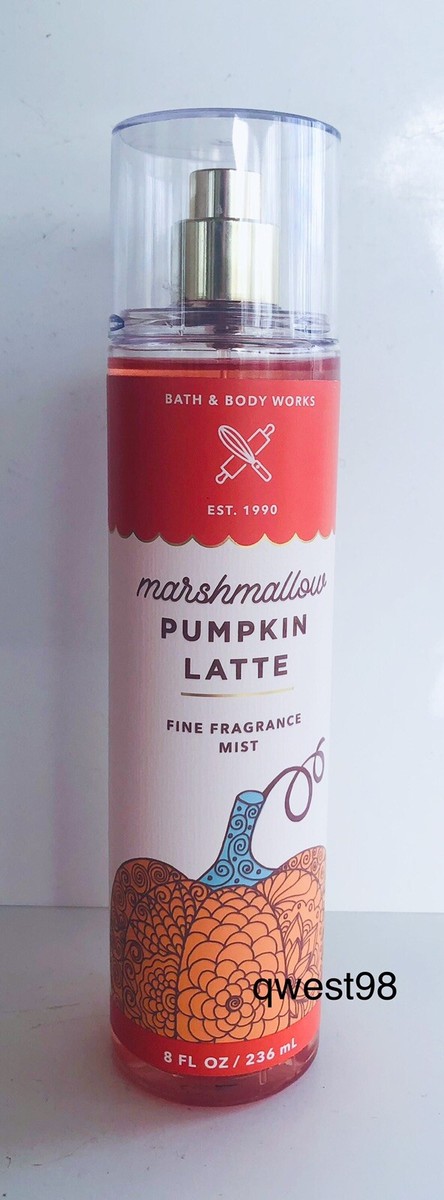 BATH & BODY WORKS
EST. 1990
marshmallow
PUMPKIN
LATTE
FINE FRAGRANCE
MIST
qwest98
8 FL OZ / 236 mL